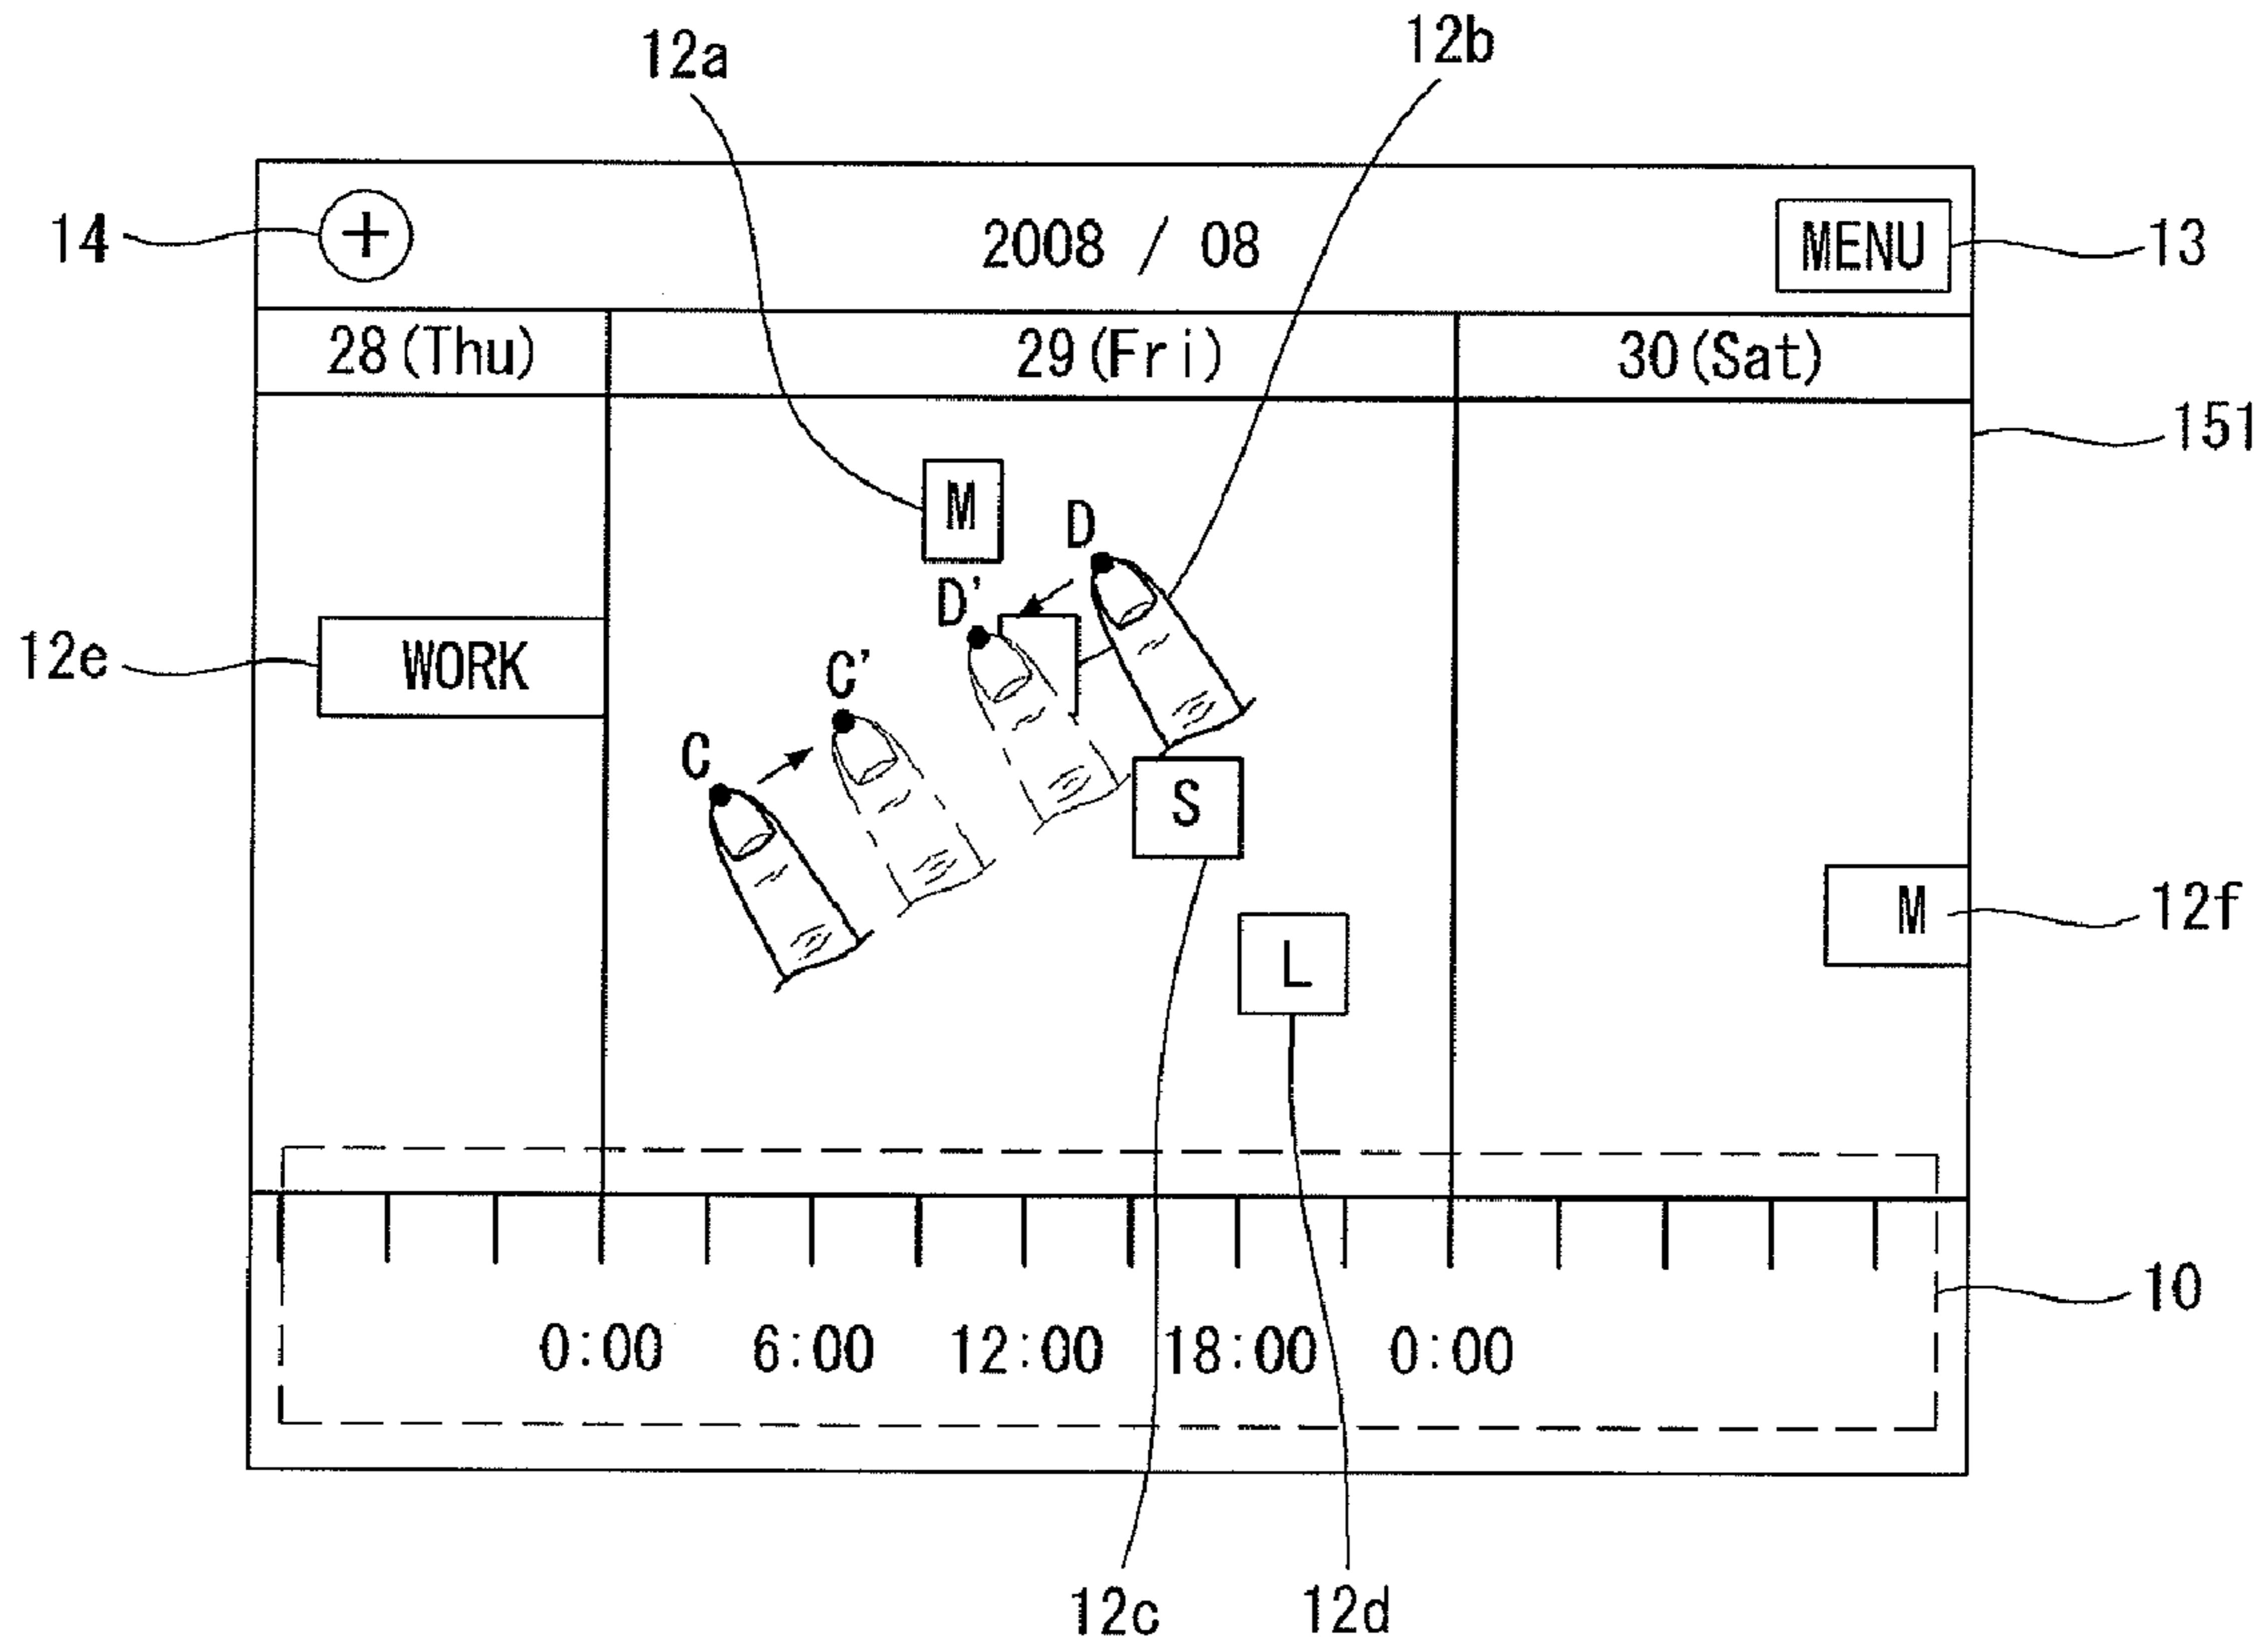 12a 12b
14 + 2008 / 08 MENU 13
28(Thu) 29(Fri) 30(Sat)
151
M
D
D'
12e WORK
C'
C
S
M 12f
L
10
0:00 6:00 12:00 18:00 0:00
12c 12d